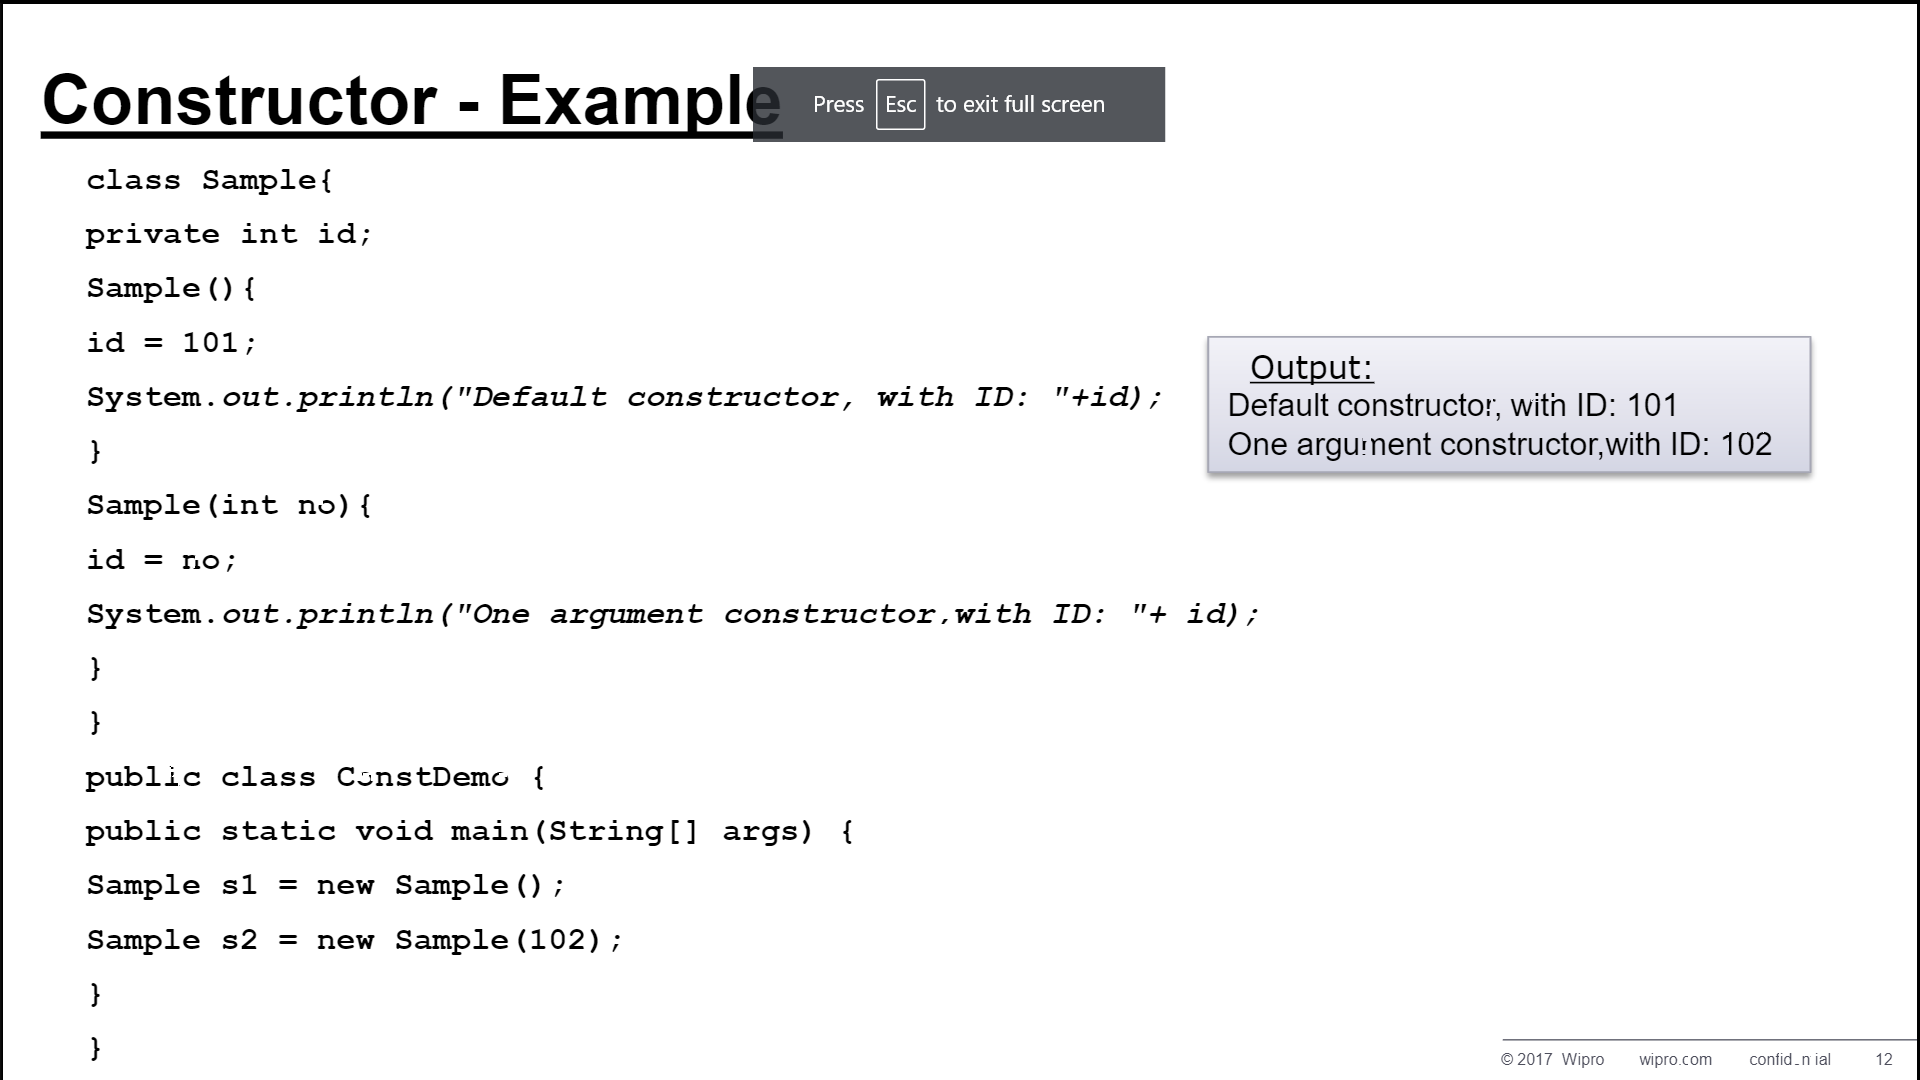 Constructor - Example
Press Esc to exit full screen
class Sample{
private int id;
Sample(){
id = 101;
System.out.println("Default constructor, with ID: "+id);
}
Sample(int no){
id = no;
System.out.println("One argument constructor,with ID: "+ id);
}
}
public class ConstDemo {
public static void main(String[] args) {
Sample s1 = new Sample();
Sample s2 = new Sample(102);
}
}
Output:
Default constructor, with ID: 101
One argument constructor,with ID: 102
© 2017 Wipro wipro.com confidential 12